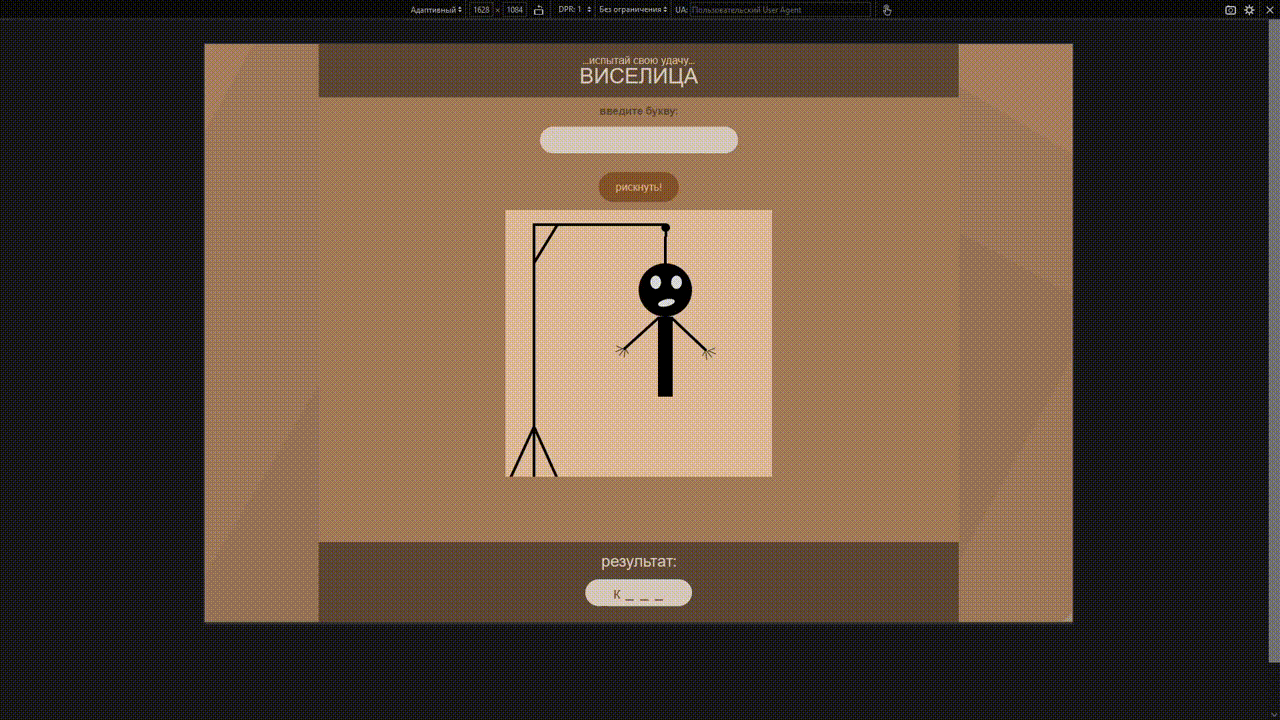 Адаптивный 1628 × 1084 DPR: 1 Без ограничения UA: Пользовательский User Agent
...испытай свою удачу...
ВИСЕЛИЦА
введите букву:
рискнуть!
результат:
К _ _ _